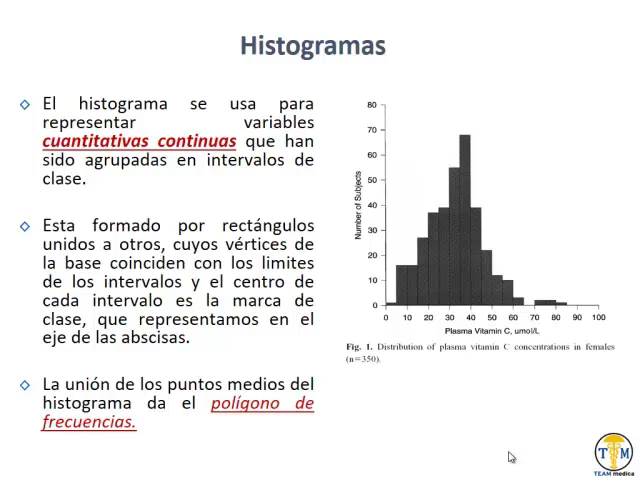 Histogramas
El histograma se usa para
representar variables
cuantitativas continuas que han
sido agrupadas en intervalos de
clase.
Esta formado por rectángulos
unidos a otros, cuyos vértices de
la base coinciden con los limites
de los intervalos y el centro de
cada intervalo es la marca de
clase, que representamos en el
eje de las abscisas.
La unión de los puntos medios del
histograma da el polígono de
frecuencias.
80
70
60
50
40
30
20
10
0
Number of Subjects
0 10 20 30 40 50 60 70 80 90 100
Plasma Vitamin C, umol/L
Fig. 1. Distribution of plasma vitamin C concentrations in females
(n=350).
T M
TEAM medica